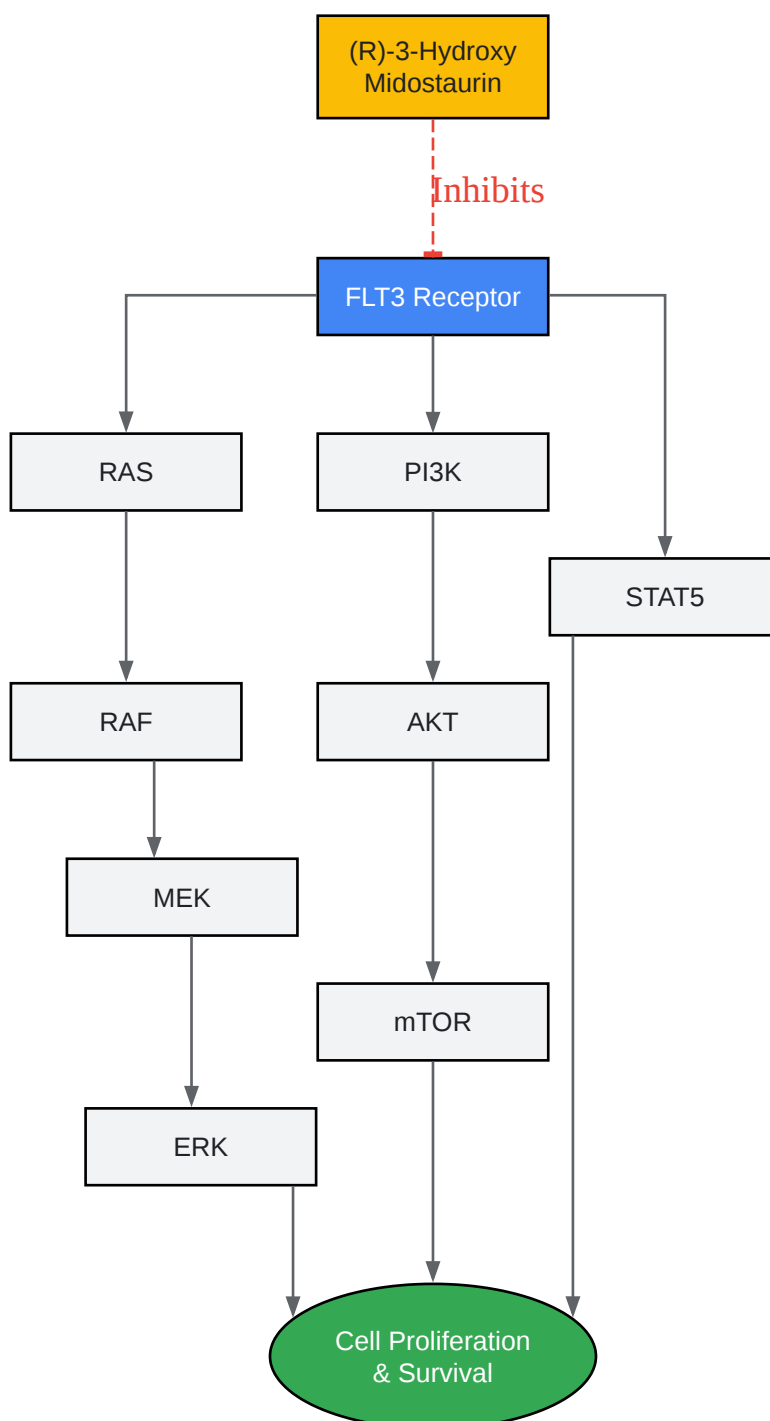 (R)-3-Hydroxy
Midostaurin
Inhibits
FLT3 Receptor
RAS
PI3K
STAT5
RAF
AKT
MEK
mTOR
ERK
Cell Proliferation
& Survival